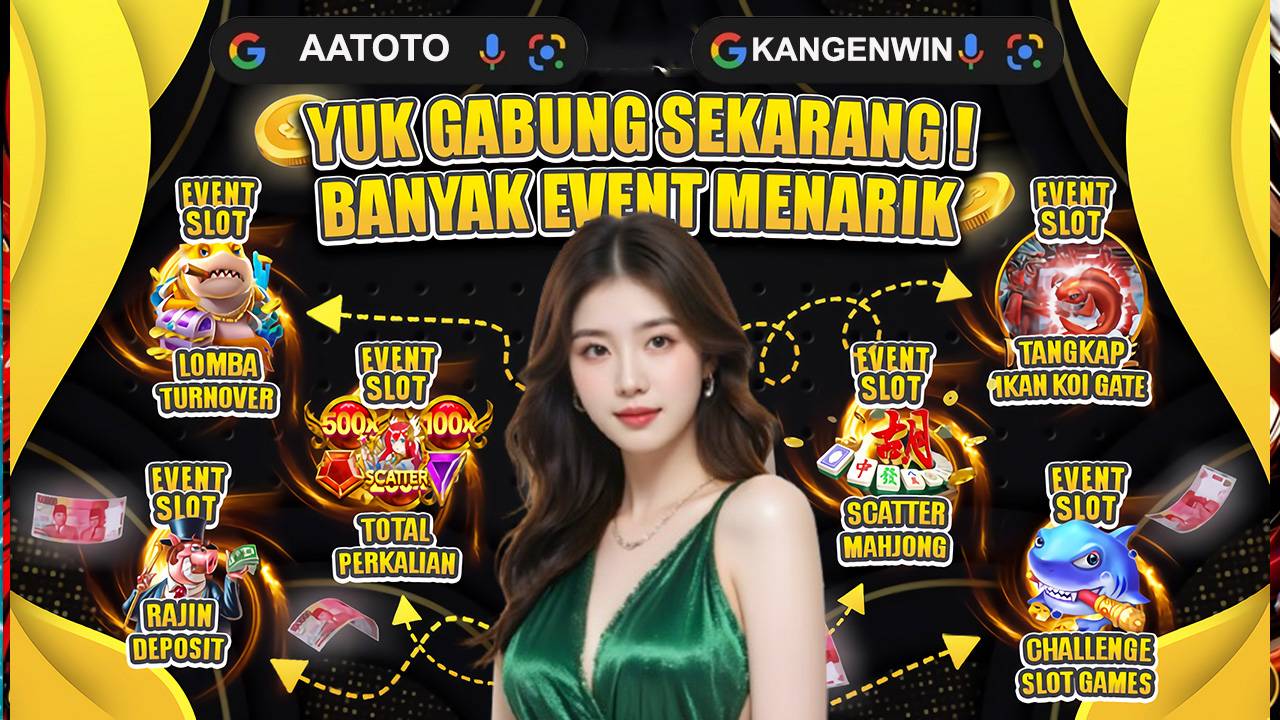 AATOTO
KANGENWIN
YUK GABUNG SEKARANG !
BANYAK EVENT MENARIK
EVENT
SLOT
LOMBA
TURNOVER
EVENT
SLOT
500X
100X
SCATTER
TOTAL
PERKALIAN
EVENT
SLOT
RAJIN
DEPOSIT
EVENT
SLOT
TANGKAP
IKAN KOI GATE
EVENT
SLOT
胡
中
發
SCATTER
MAHJONG
EVENT
SLOT
CHALLENGE
SLOT GAMES